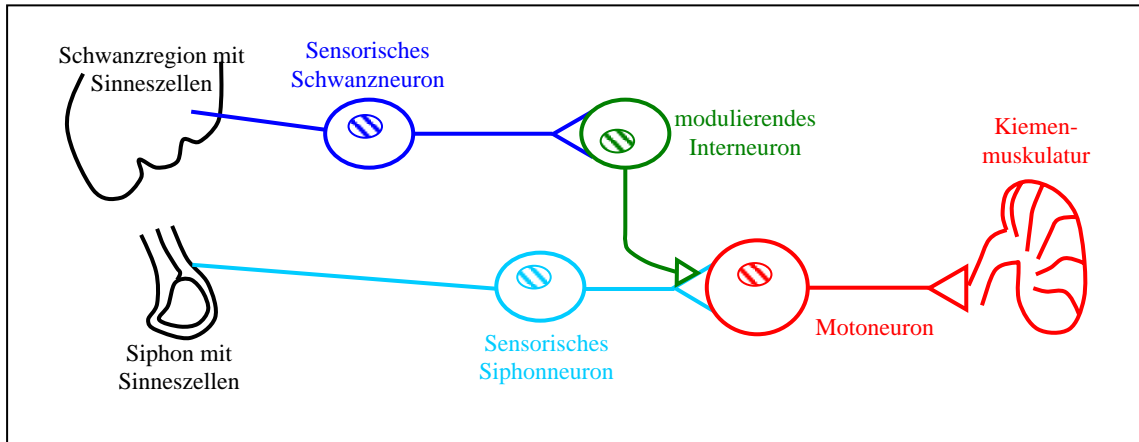 Schwanzregion mit
Sinneszellen
Sensorisches
Schwanzneuron
modulierendes
Interneuron
Kiemen-
muskulatur
Siphon mit
Sinneszellen
Sensorisches
Siphonneuron
Motoneuron